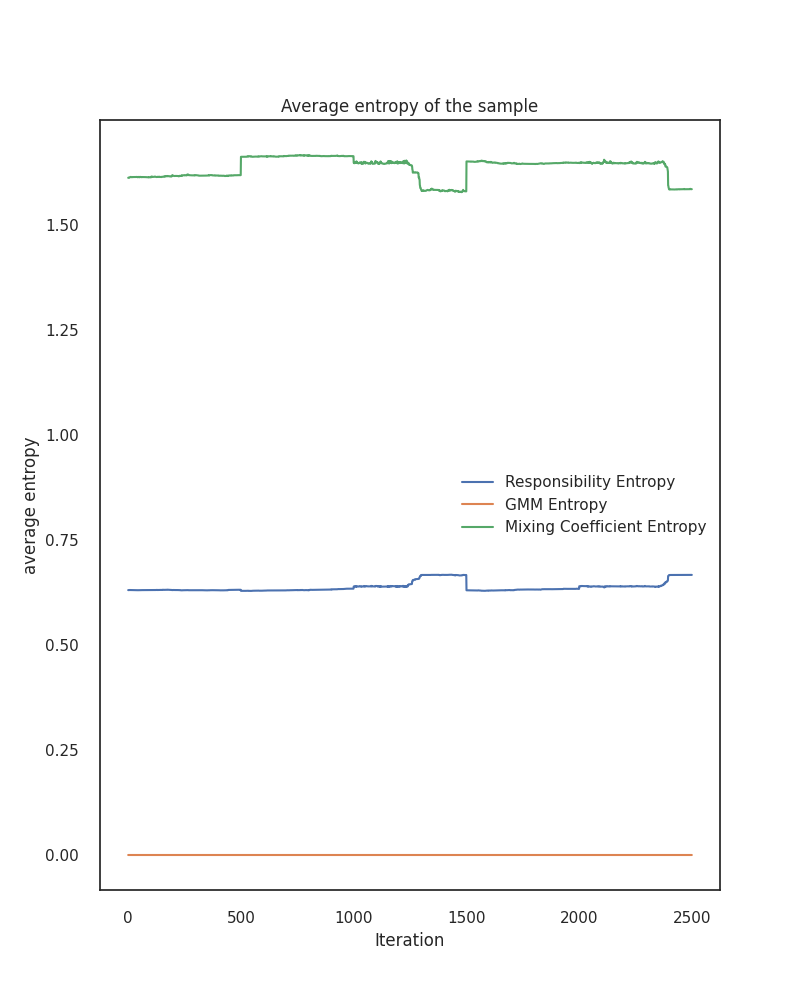 Average entropy of the sample
1.50
1.25
1.00
0.75
0.50
0.25
0.00
average entropy
Responsibility Entropy
GMM Entropy
Mixing Coefficient Entropy
0 500 1000 1500 2000 2500
Iteration